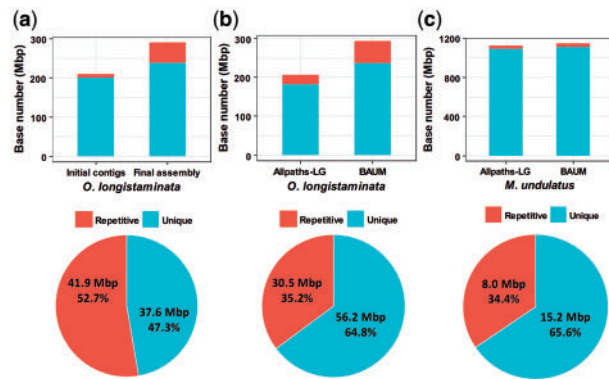 (a)
Base number (Mbp)
300
200
100
0
Initial contigs Final assembly
O. longistaminata
Repetitive Unique
41.9 Mbp
52.7%
37.6 Mbp
47.3%
(b)
Base number (Mbp)
300
200
100
0
Allpaths-LG BAUM
O. longistaminata
Repetitive Unique
30.5 Mbp
35.2%
56.2 Mbp
64.8%
(c)
Base number (Mbp)
1200
800
400
0
Allpaths-LG BAUM
M. undulatus
Repetitive Unique
8.0 Mbp
34.4%
15.2 Mbp
65.6%